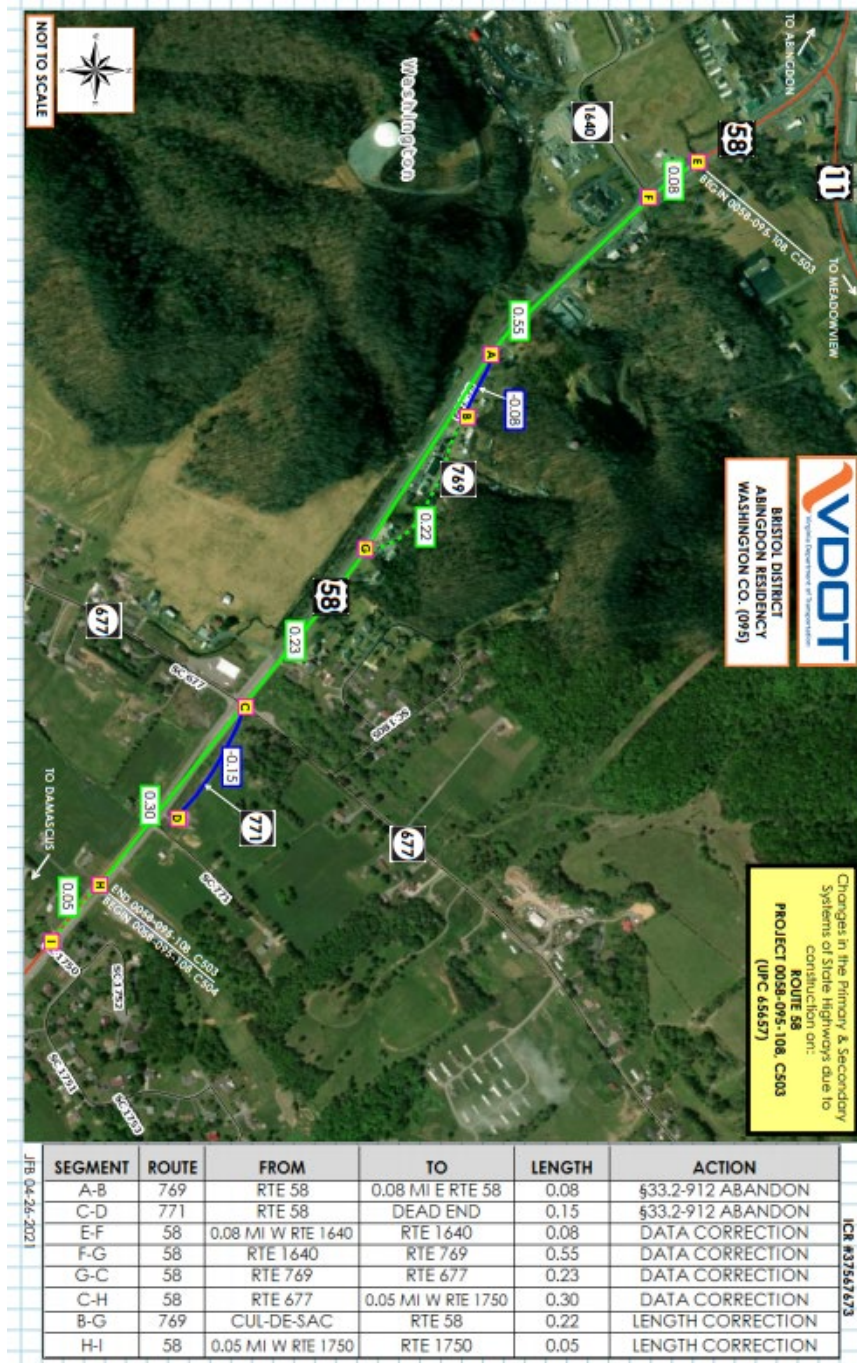 Changes in the Primary & Secondary
Systems of State Highways due to
construction on:
ROUTE 58
PROJECT 0058-095-108, C503
(UPC 65657)
VDOT
Virginia Department of Transportation
BRISTOL DISTRICT
ABINGDON RESIDENCY
WASHINGTON CO. (095)
TO ABINGDON
11
TO MEADOWVIEW
58
E
BEGIN 0058-095-108, C503
0.08
F
1640
Washington
NOT TO SCALE
0.55
A
-0.08
B
769
0.22
G
58
0.23
677
SC-677
C
SC-1805
-0.15
771
D
677
0.30
SC-771
H
END 0058-095-108, C503
BEGIN 0058-095-108, C504
0.05
I
TO DAMASCUS
SC-1752
SC-1751
SC-1753
ICR #37567673
SEGMENT ROUTE FROM TO LENGTH ACTION
A-B 769 RTE 58 0.08 MI E RTE 58 0.08 §33.2-912 ABANDON
C-D 771 RTE 58 DEAD END 0.15 §33.2-912 ABANDON
E-F 58 0.08 MI W RTE 1640 RTE 1640 0.08 DATA CORRECTION
F-G 58 RTE 1640 RTE 769 0.55 DATA CORRECTION
G-C 58 RTE 769 RTE 677 0.23 DATA CORRECTION
C-H 58 RTE 677 0.05 MI W RTE 1750 0.30 DATA CORRECTION
B-G 769 CUL-DE-SAC RTE 58 0.22 LENGTH CORRECTION
H-I 58 0.05 MI W RTE 1750 RTE 1750 0.05 LENGTH CORRECTION
JFB 04-26-2021